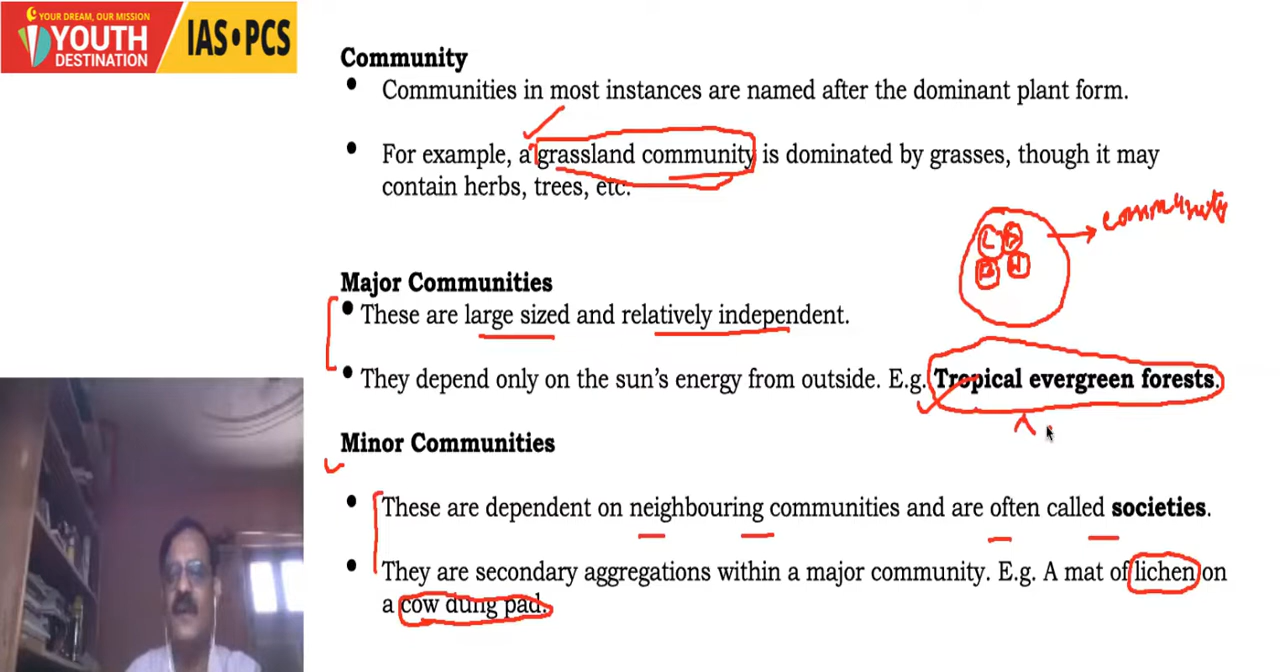 YOUR DREAM, OUR MISSION
YOUTH
DESTINATION
IAS•PCS
Community
• Communities in most instances are named after the dominant plant form.
• For example, a grassland community is dominated by grasses, though it may
contain herbs, trees, etc.
community
Major Communities
• These are large sized and relatively independent.
• They depend only on the sun's energy from outside. E.g. Tropical evergreen forests.
Minor Communities
• These are dependent on neighbouring communities and are often called societies.
• They are secondary aggregations within a major community. E.g. A mat of lichen on
a cow dung pad.